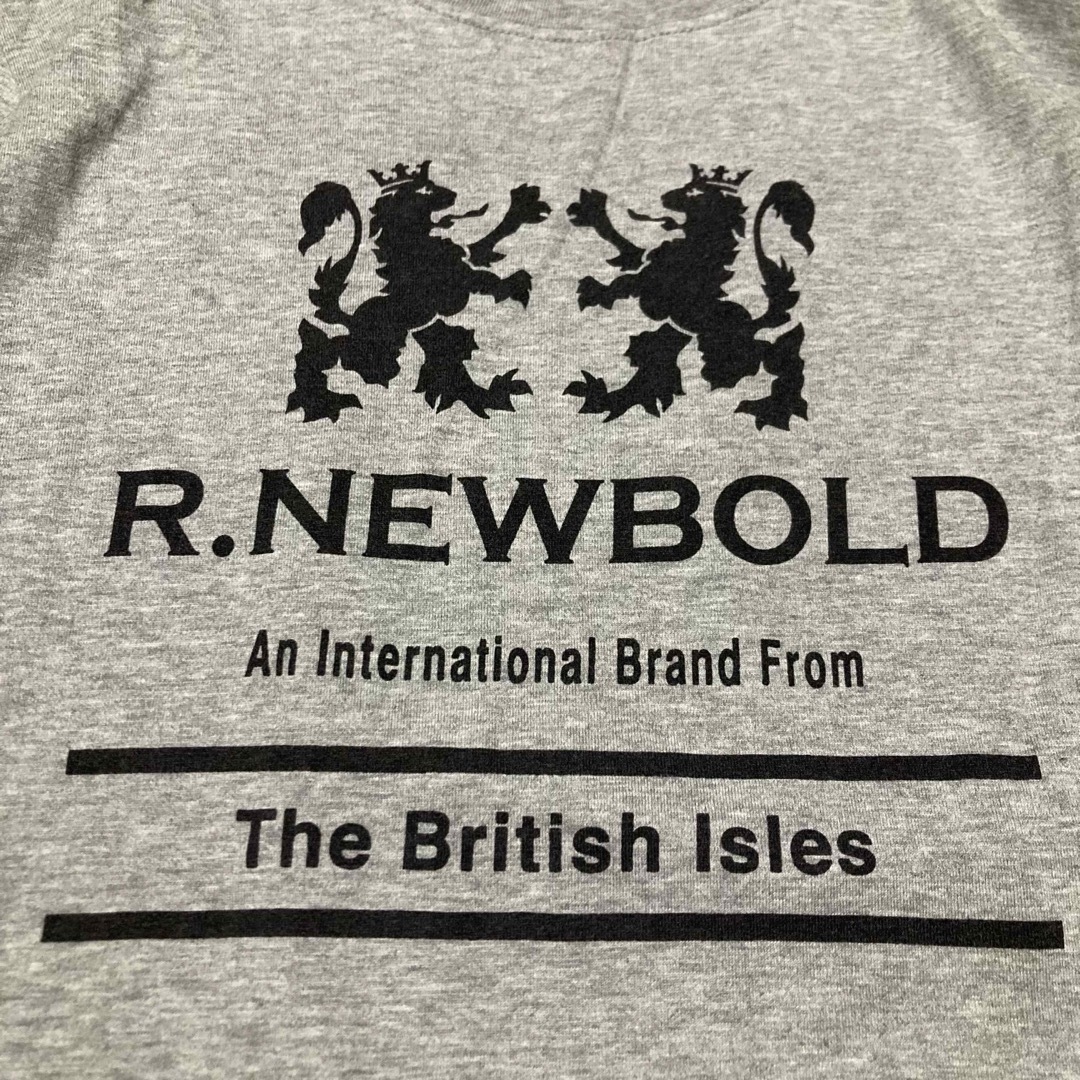 R.NEWBOLD
An International Brand From
The British Isles